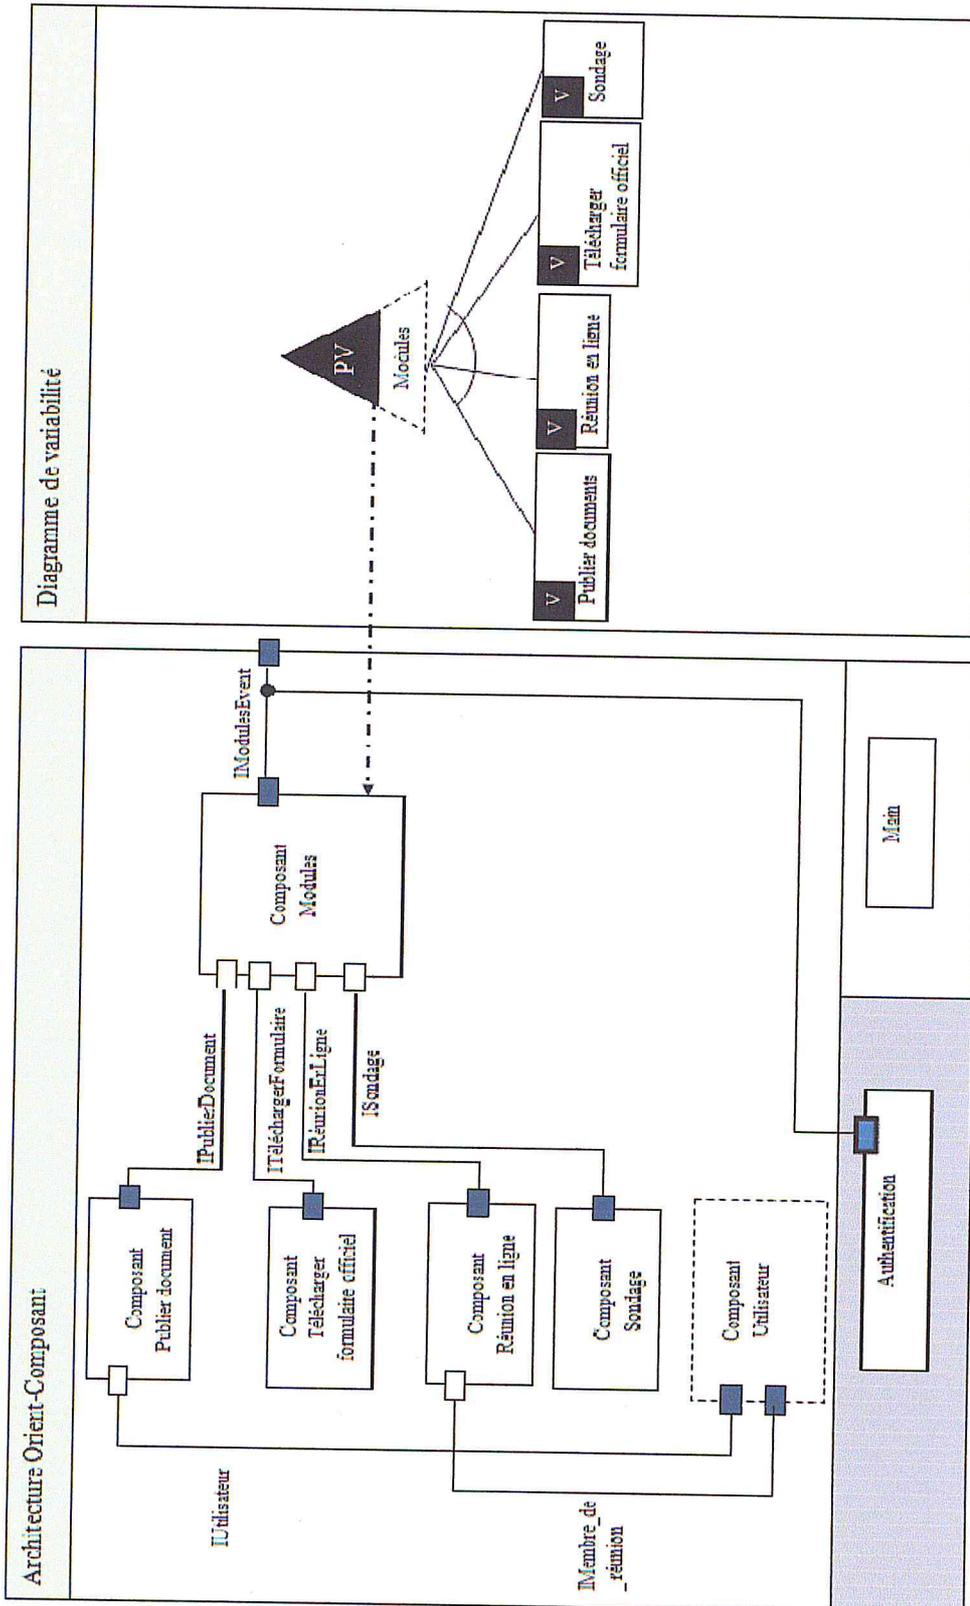 Architecture Orient-Composant
IUtilisateur
IMembre_de
_réunion
Composant
Publier document
Composant
Télécharger
formulaire officiel
Composant
Réunion en ligne
Composant
Sondage
Composant
Utilisateur
Authentification
IPublierDocument
ITéléchargerFormulaire
IRéunionEnLigne
ISondage
Composant
Modules
IModulesEvent
Main
Diagramme de variabilité
PV
Modules
V
Publier documents
V
Réunion en ligne
V
Télécharger
formulaire officiel
V
Sondage